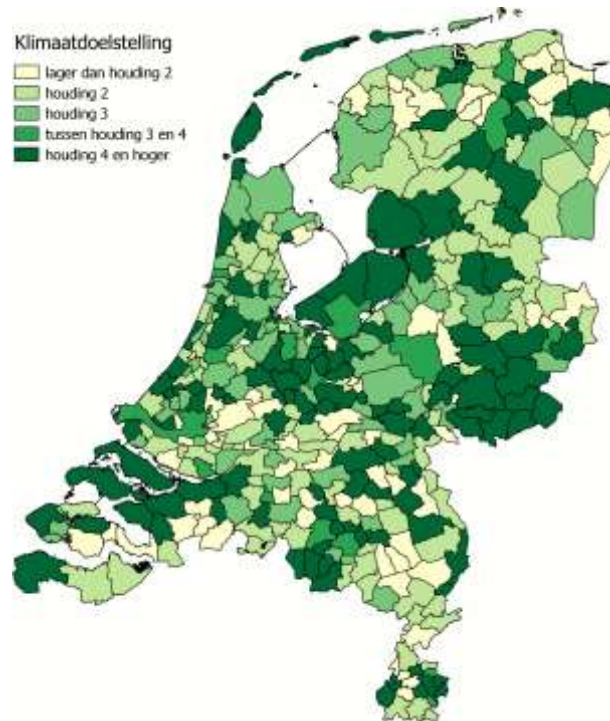 Klimaatdoelstelling
lager dan houding 2
houding 2
houding 3
tussen houding 3 en 4
houding 4 en hoger